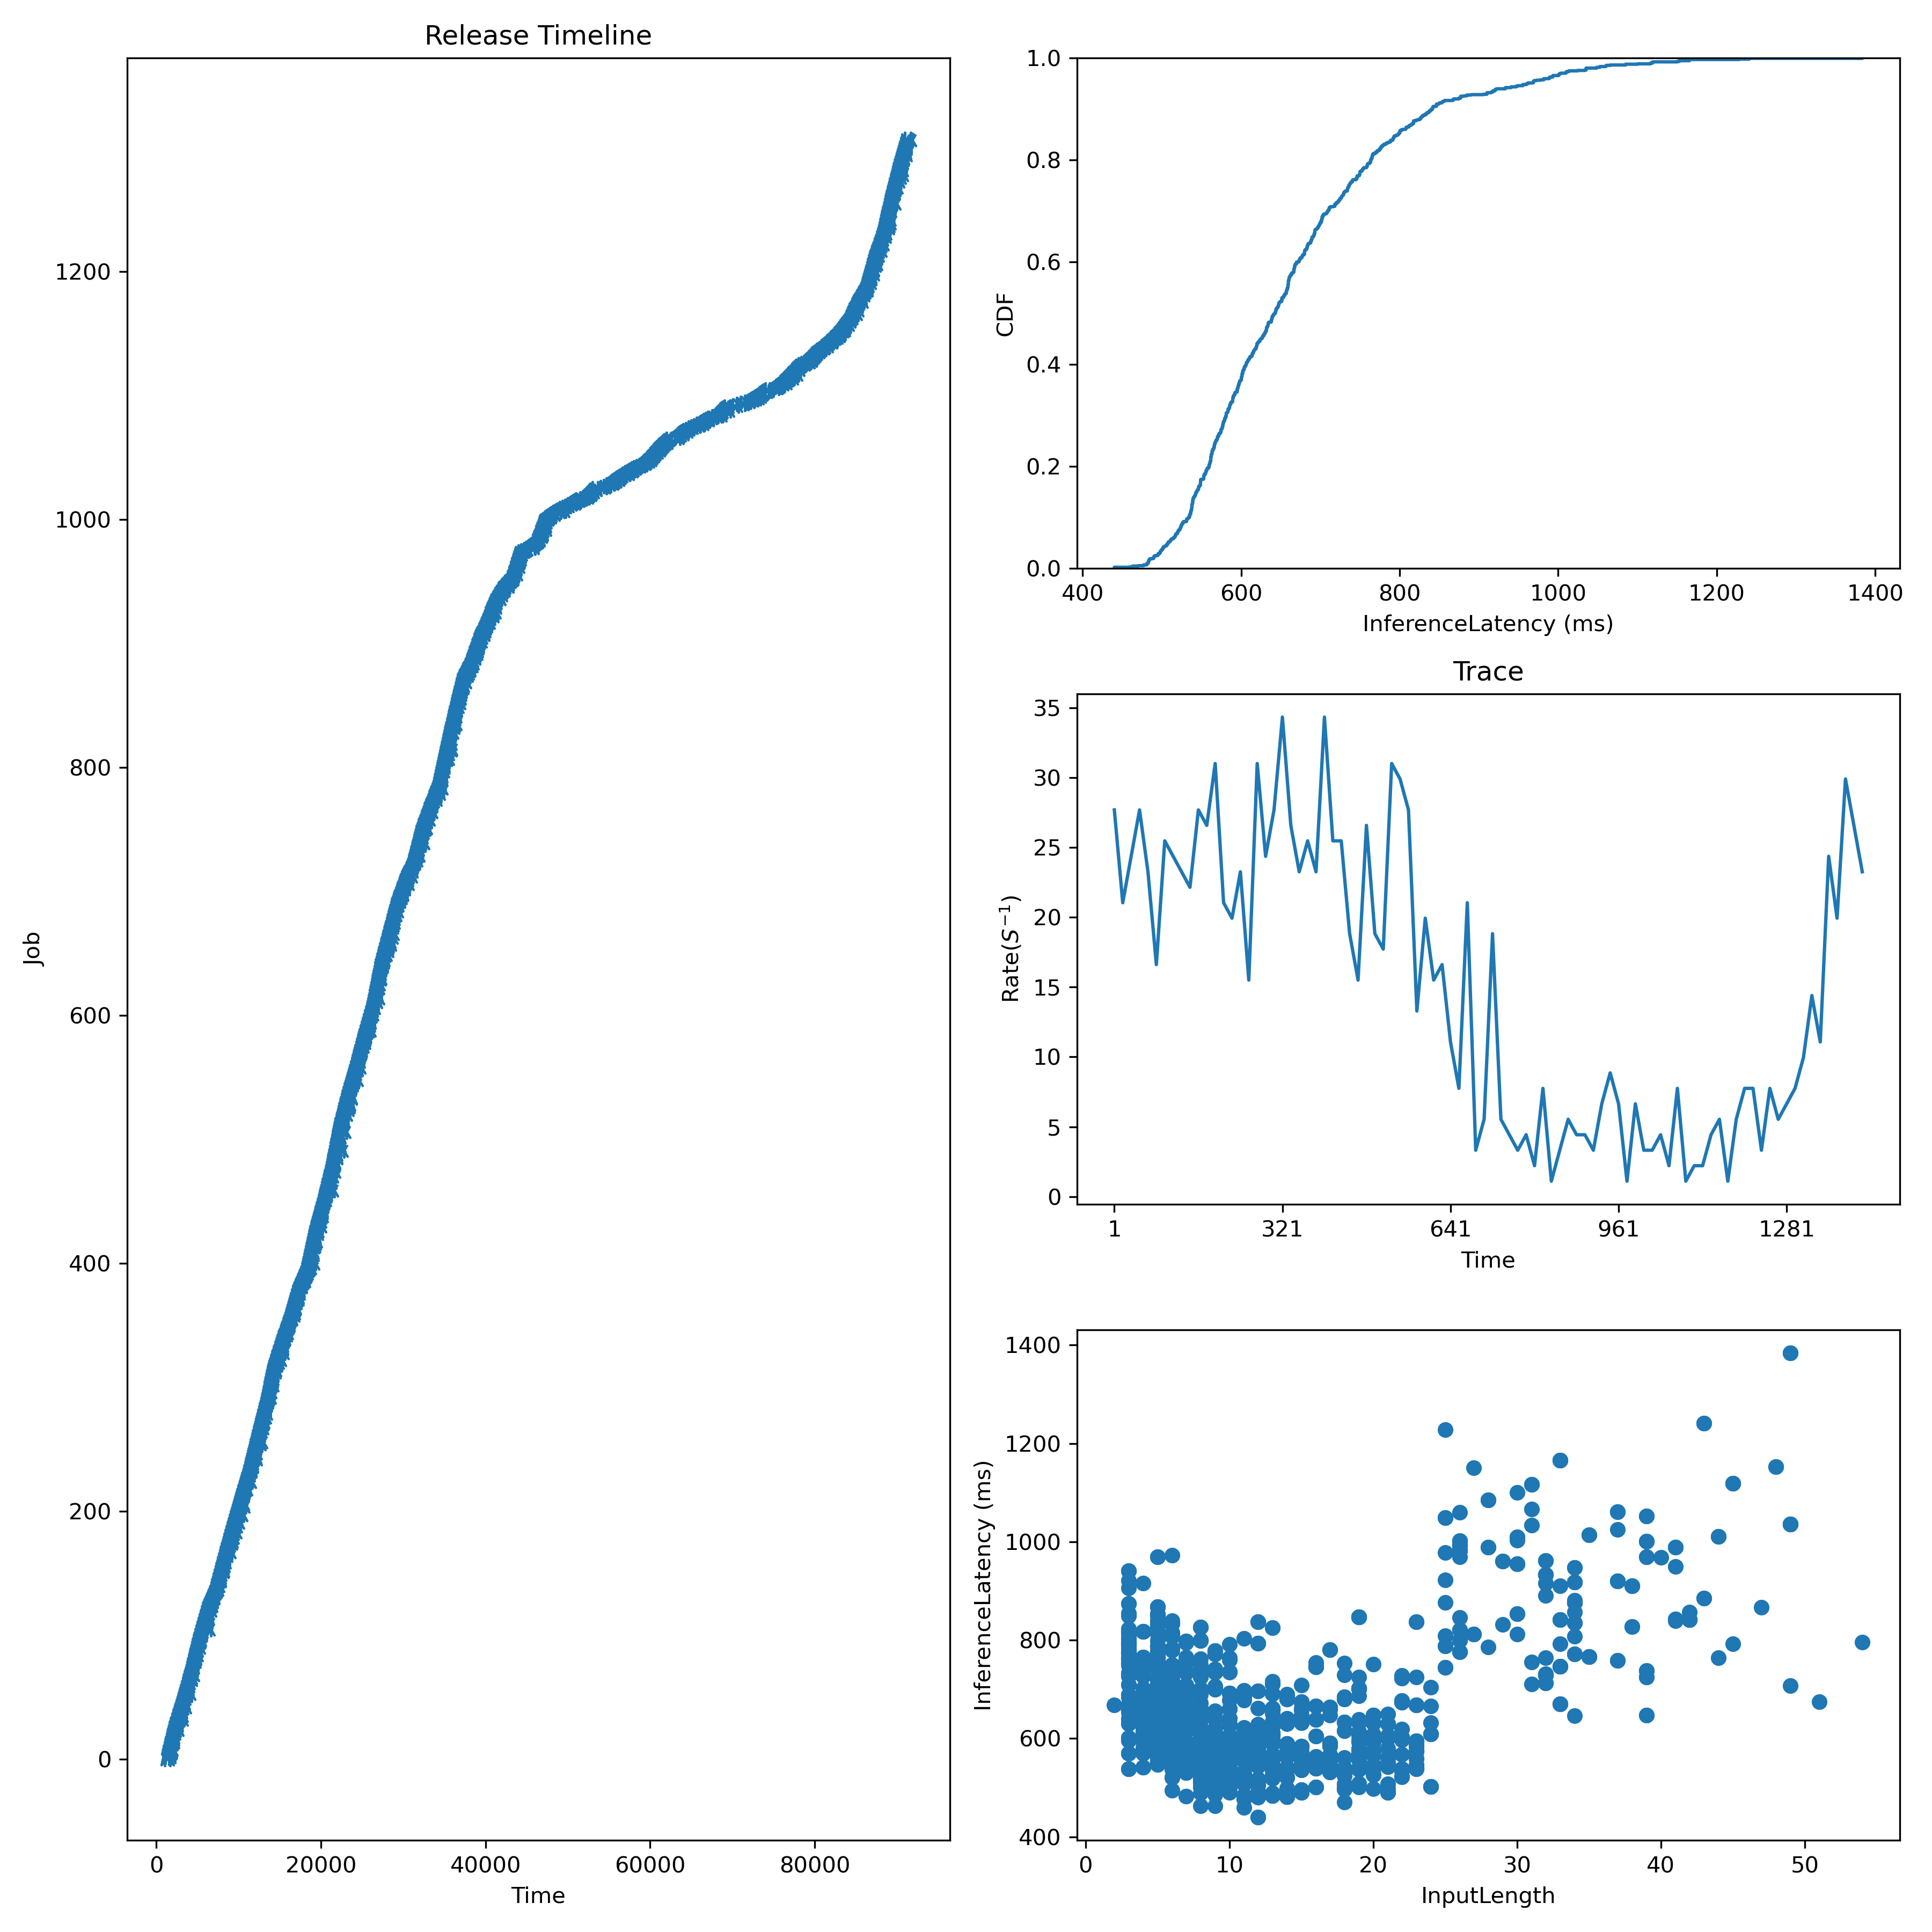 Release Timeline
Job
1200
1000
800
600
400
200
0
0 20000 40000 60000 80000
Time
CDF
1.0
0.8
0.6
0.4
0.2
0.0
400 600 800 1000 1200 1400
InferenceLatency (ms)
Trace
Rate(S⁻¹)
35
30
25
20
15
10
5
0
1 321 641 961 1281
Time
InferenceLatency (ms)
1400
1200
1000
800
600
400
0 10 20 30 40 50
InputLength